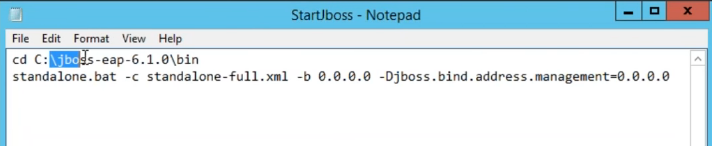 StartJboss - Notepad
File Edit Format View Help
cd C:\jboss-eap-6.1.0\bin
standalone.bat -c standalone-full.xml -b 0.0.0.0 -Djboss.bind.address.management=0.0.0.0